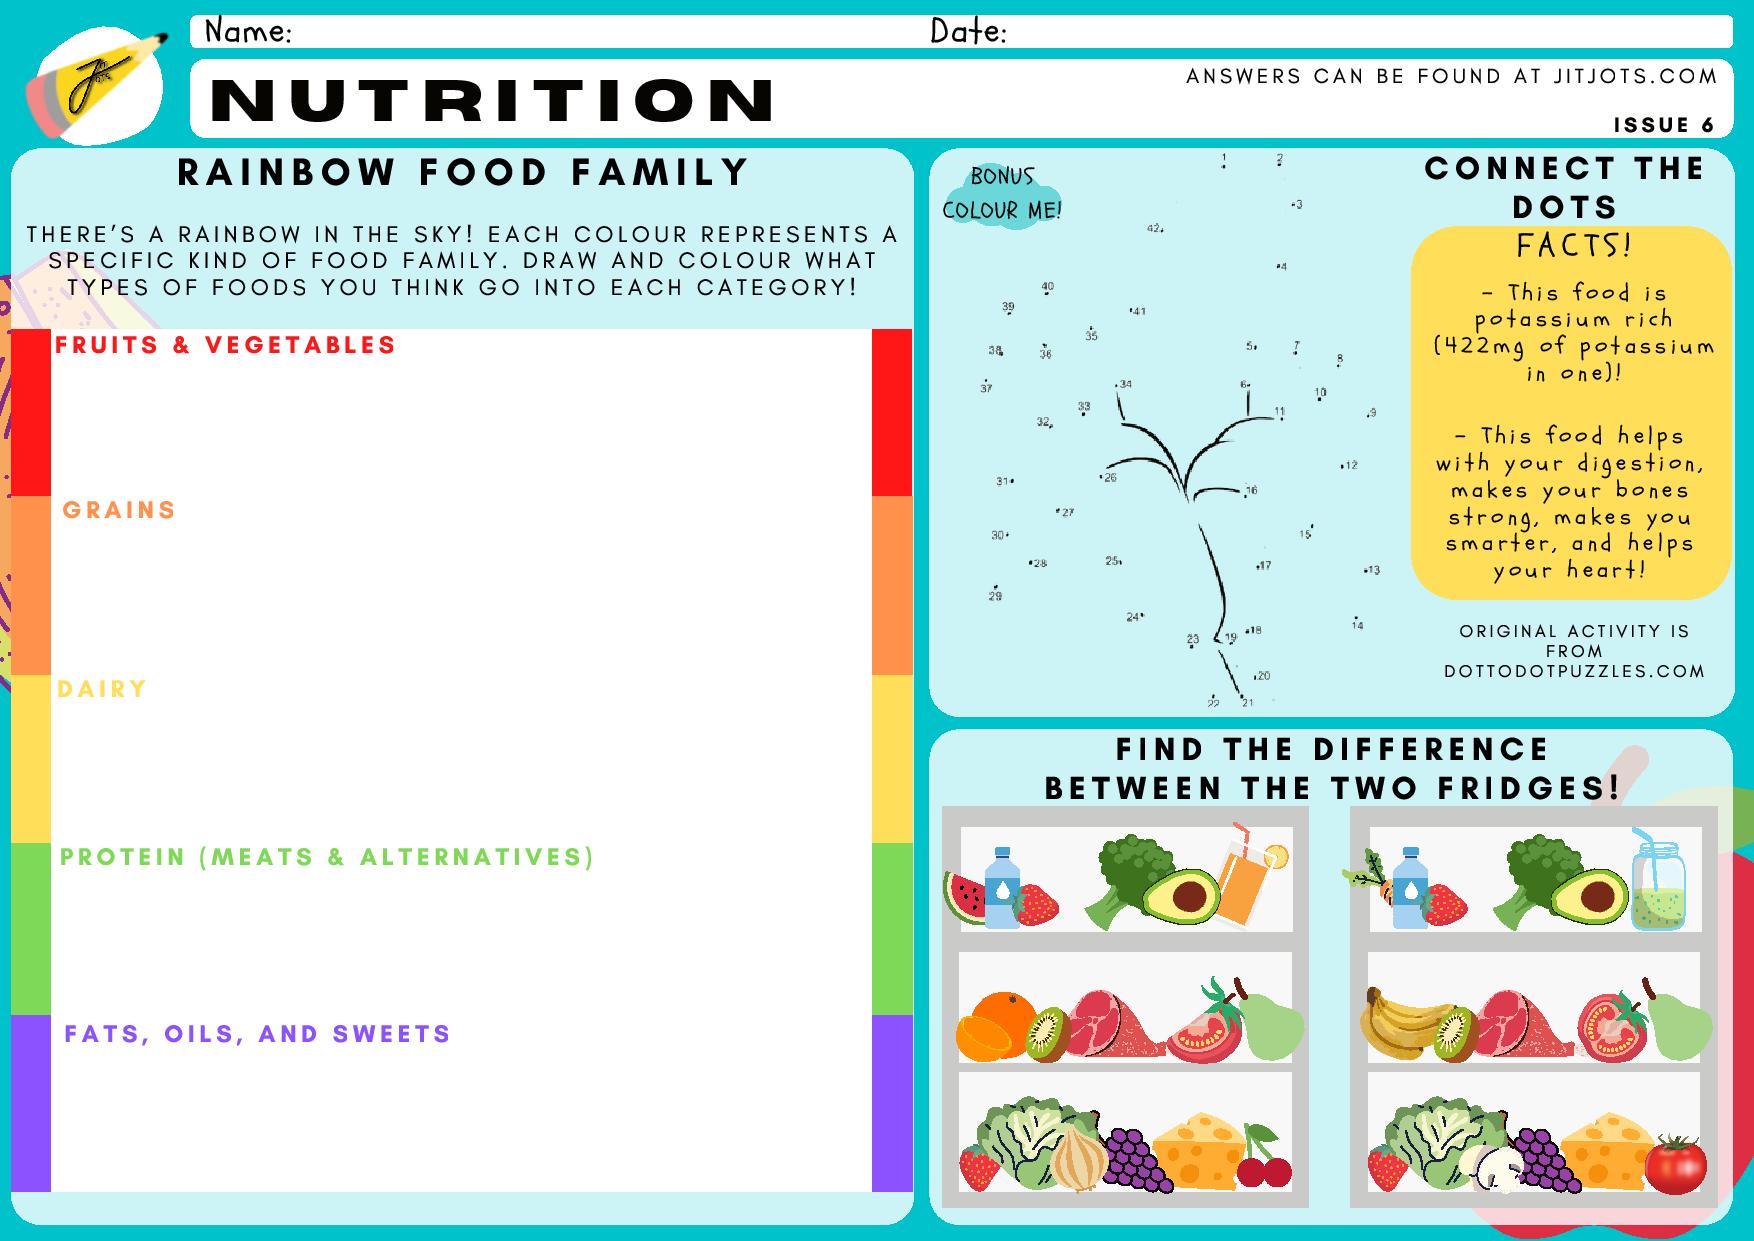 Name:
Date:
NUTRITION
ANSWERS CAN BE FOUND AT JITJOTS.COM
ISSUE 6
RAINBOW FOOD FAMILY
THERE'S A RAINBOW IN THE SKY! EACH COLOUR REPRESENTS A
SPECIFIC KIND OF FOOD FAMILY. DRAW AND COLOUR WHAT
TYPES OF FOODS YOU THINK GO INTO EACH CATEGORY!
FRUITS & VEGETABLES
GRAINS
DAIRY
PROTEIN (MEATS & ALTERNATIVES)
FATS, OILS, AND SWEETS
BONUS
COLOUR ME!
1
2
3
42
4
40
39
41
35
38
36
5
7
8
37
34
6
10
33
11
9
32
12
26
31
16
27
30
15
28
25
17
13
29
24
14
23
19
18
20
22
21
CONNECT THE
DOTS
FACTS!
- This food is
potassium rich
(422mg of potassium
in one)!
- This food helps
with your digestion,
makes your bones
strong, makes you
smarter, and helps
your heart!
ORIGINAL ACTIVITY IS
FROM
DOTTODOTPUZZLES.COM
FIND THE DIFFERENCE
BETWEEN THE TWO FRIDGES!